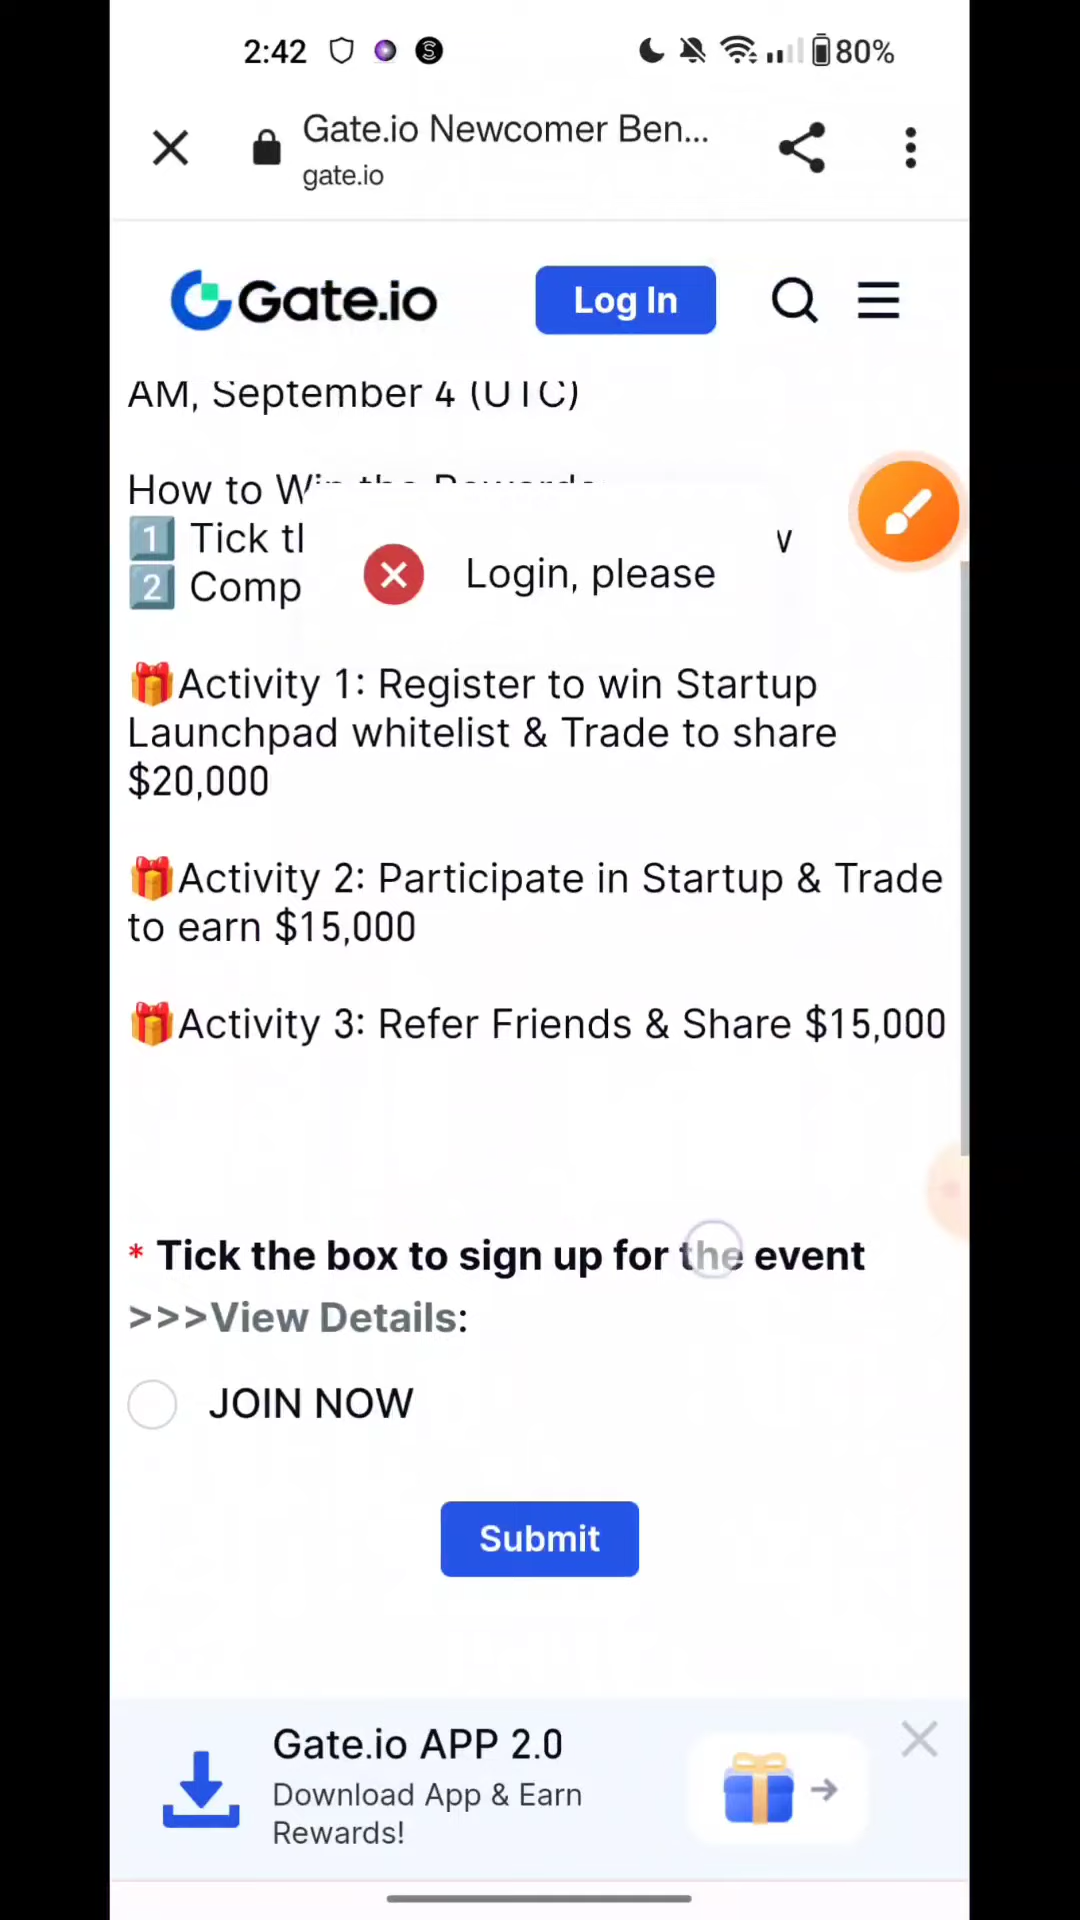 2:42
80%
Gate.io Newcomer Ben...
gate.io
Gate.io
Log In
AM, September 4 (UTC)
How to Win the Rewards
1 Tick th
2 Comp
Login, please
🎁Activity 1: Register to win Startup
Launchpad whitelist & Trade to share
$20,000
🎁Activity 2: Participate in Startup & Trade
to earn $15,000
🎁Activity 3: Refer Friends & Share $15,000
* Tick the box to sign up for the event
>>>View Details:
JOIN NOW
Submit
Gate.io APP 2.0
Download App & Earn
Rewards!